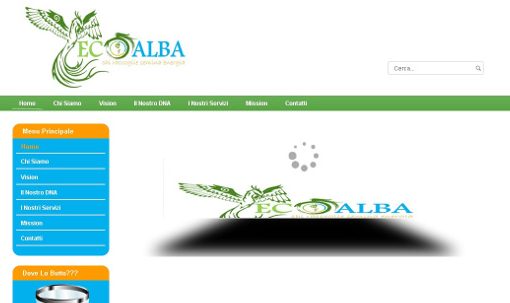 ECOALBA
chi raccoglie semina energia
Cerca...
Home Chi Siamo Vision Il Nostro DNA I Nostri Servizi Mission Contatti
Menu Principale
Home
Chi Siamo
Vision
Il Nostro DNA
I Nostri Servizi
Mission
Contatti
ECOALBA
Dove Lo Butto???